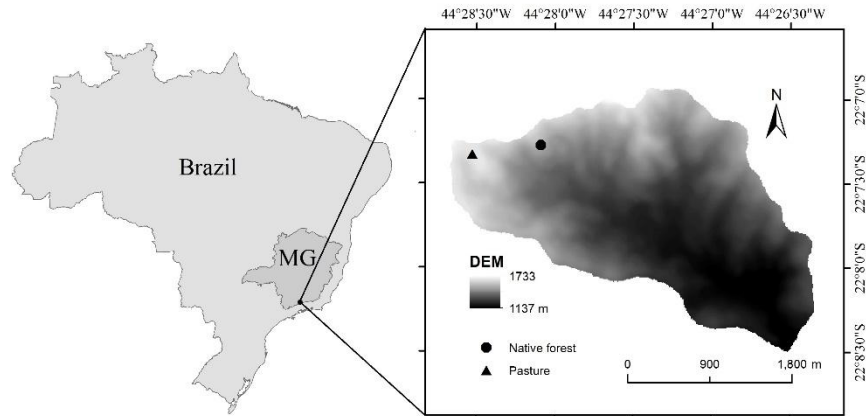 Brazil
MG
44°28'30"W 44°28'0"W 44°27'30"W 44°27'0"W 44°26'30"W
N
22°7'0"S
22°7'30"S
22°8'0"S
22°8'30"S
DEM
1733
1137 m
Native forest
Pasture
0 900 1,800 m